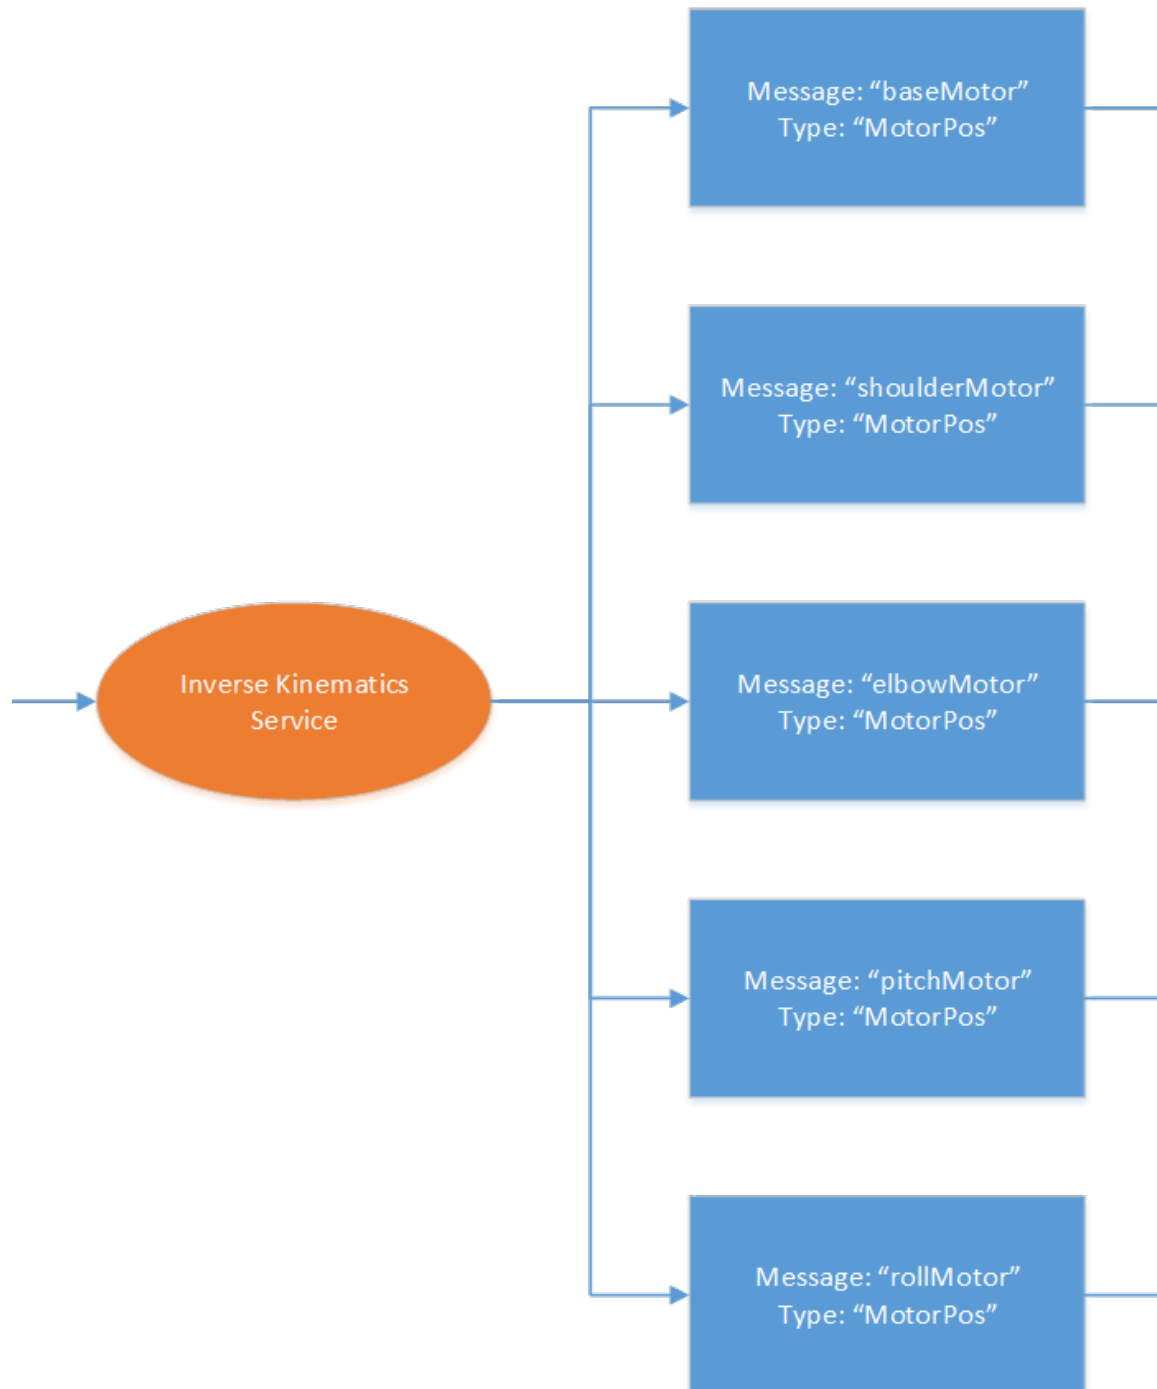 Message: “baseMotor”
Type: “MotorPos”
Message: “shoulderMotor”
Type: “MotorPos”
Inverse Kinematics
Service
Message: “elbowMotor”
Type: “MotorPos”
Message: “pitchMotor”
Type: “MotorPos”
Message: “rollMotor”
Type: “MotorPos”